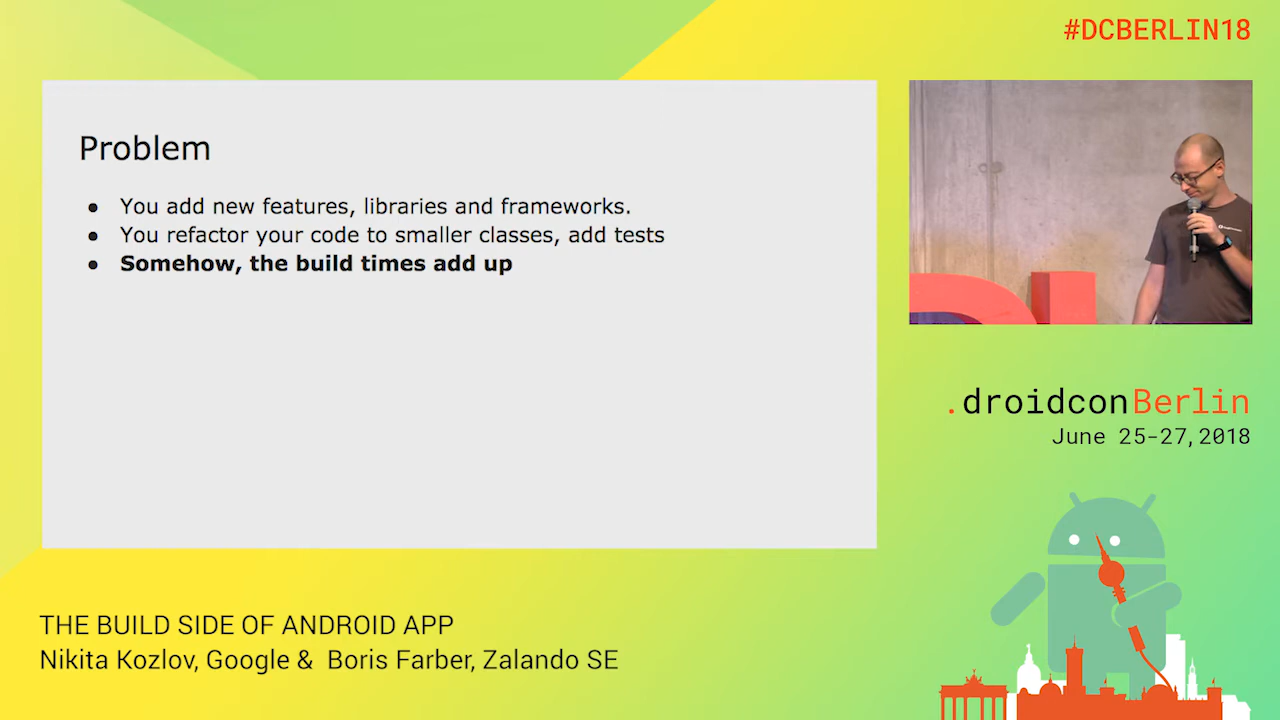 #DCBERLIN18
Problem
● You add new features, libraries and frameworks.
● You refactor your code to smaller classes, add tests
● Somehow, the build times add up
.droidconBerlin
June 25-27, 2018
THE BUILD SIDE OF ANDROID APP
Nikita Kozlov, Google & Boris Farber, Zalando SE